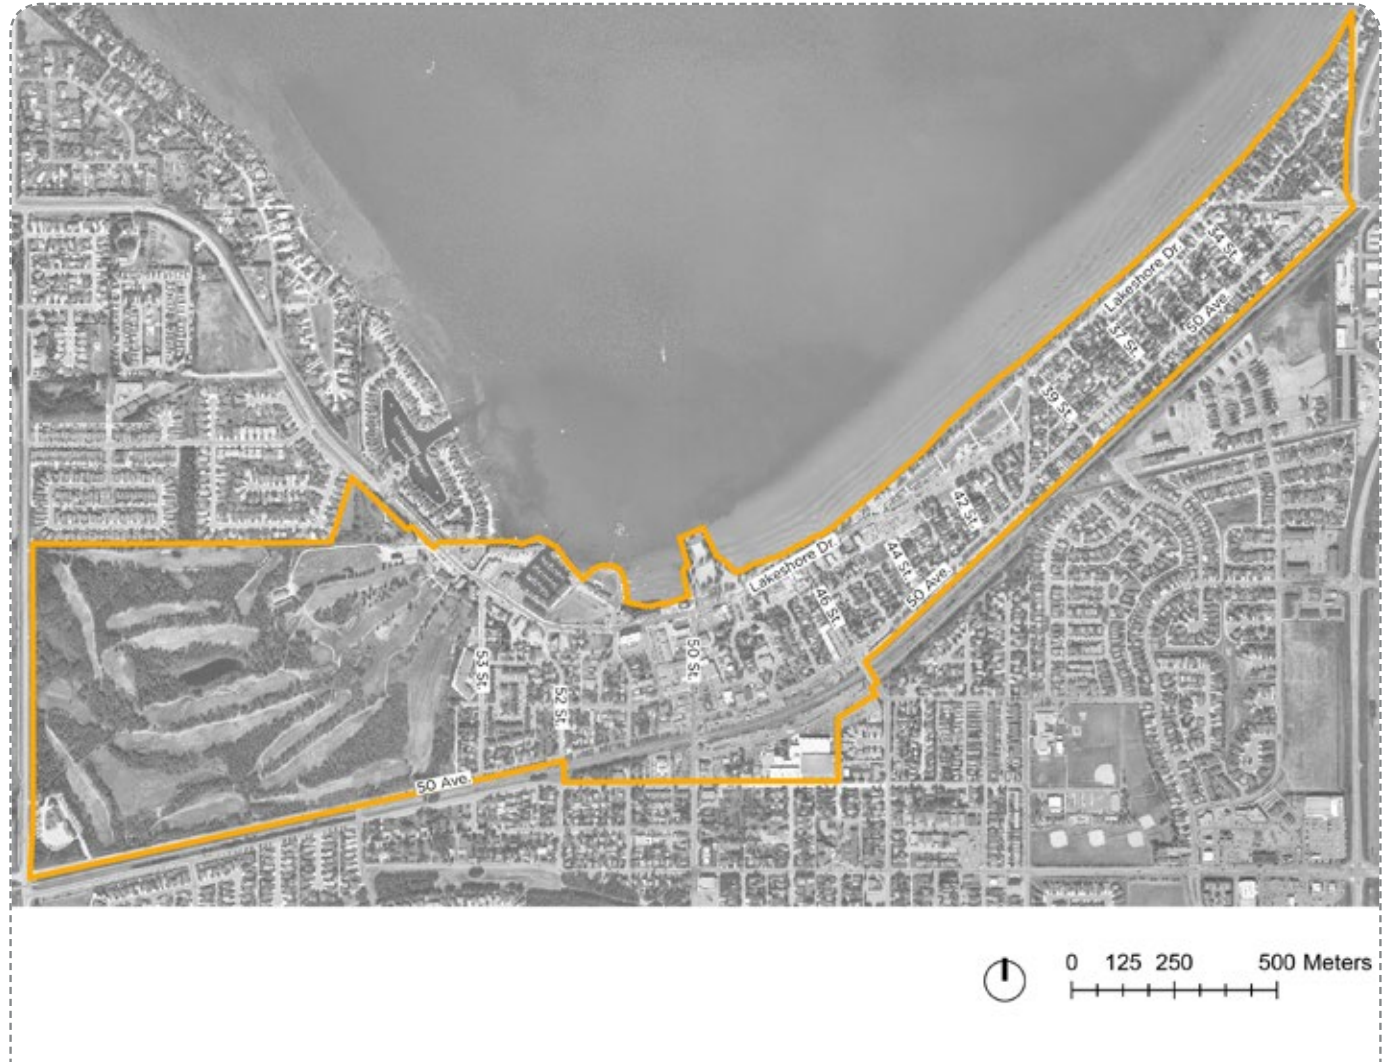 34 St.
Lakeshore Dr.
50 Ave.
37 St.
39 St.
42 St.
Lakeshore Dr.
44 St.
50 Ave.
46 St.
50 St.
53 St.
52 St.
50 Ave.
0 125 250 500 Meters